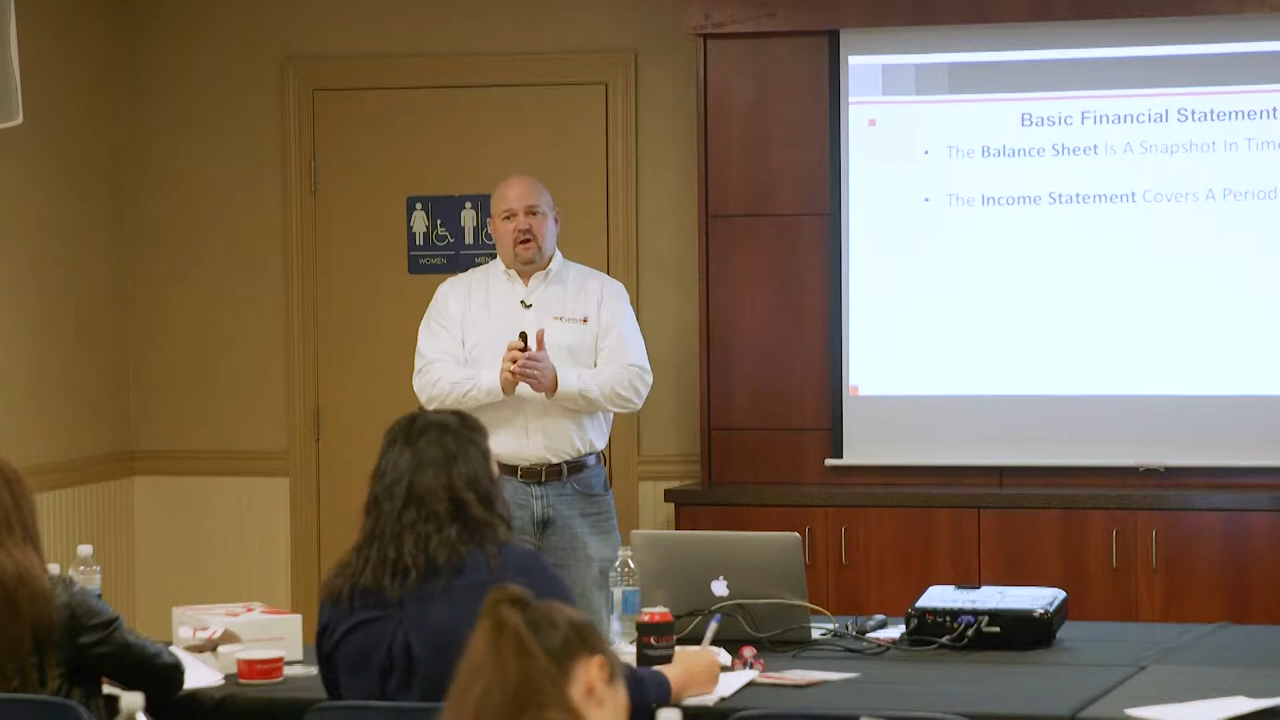 Basic Financial Statement
• The Balance Sheet Is A Snapshot In Time
• The Income Statement Covers A Period
WOMEN
MEN